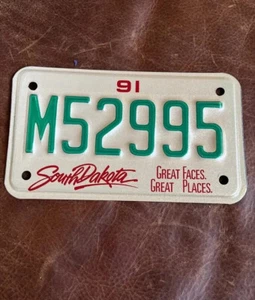 91
M52995
South Dakota GREAT FACES.
GREAT PLACES.